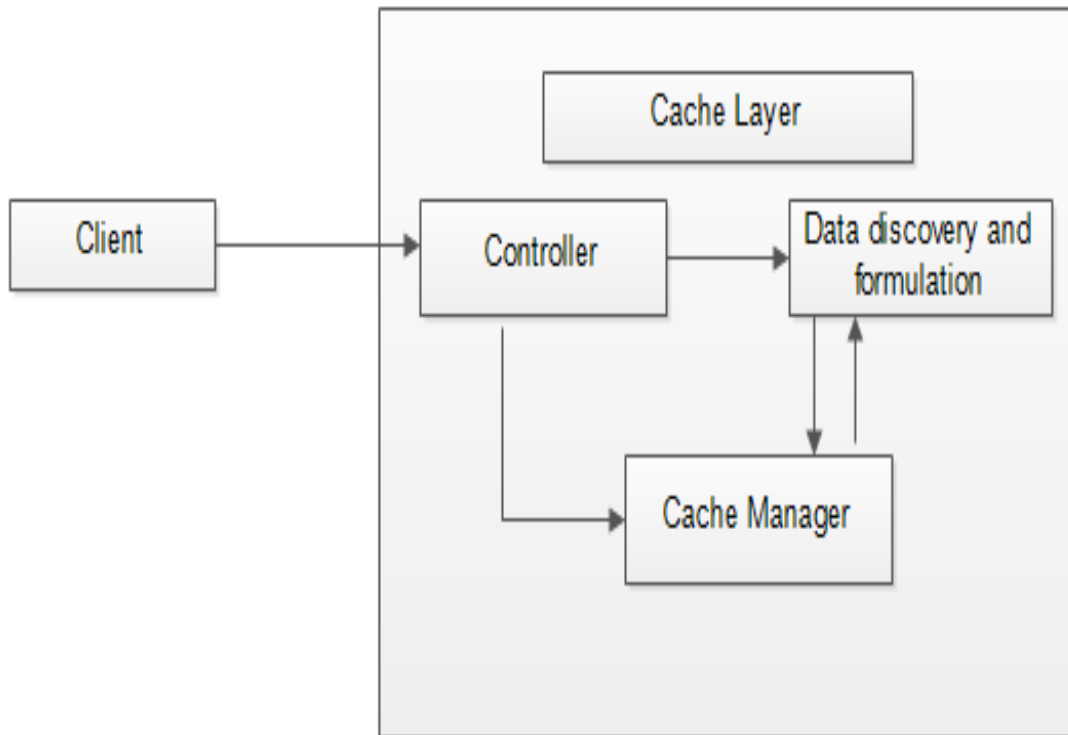 Cache Layer
Client
Controller
Data discovery and
formulation
Cache Manager